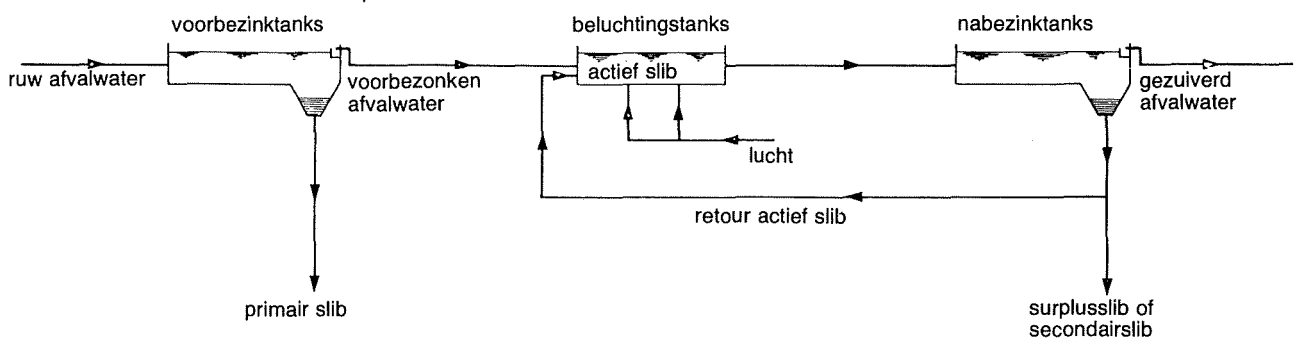 voorbezinktanks
beluchtingstanks
nabezinktanks
ruw afvalwater
voorbezonken
afvalwater
actief slib
gezuiverd
afvalwater
lucht
retour actief slib
primair slib
surplusslib of
secondairslib